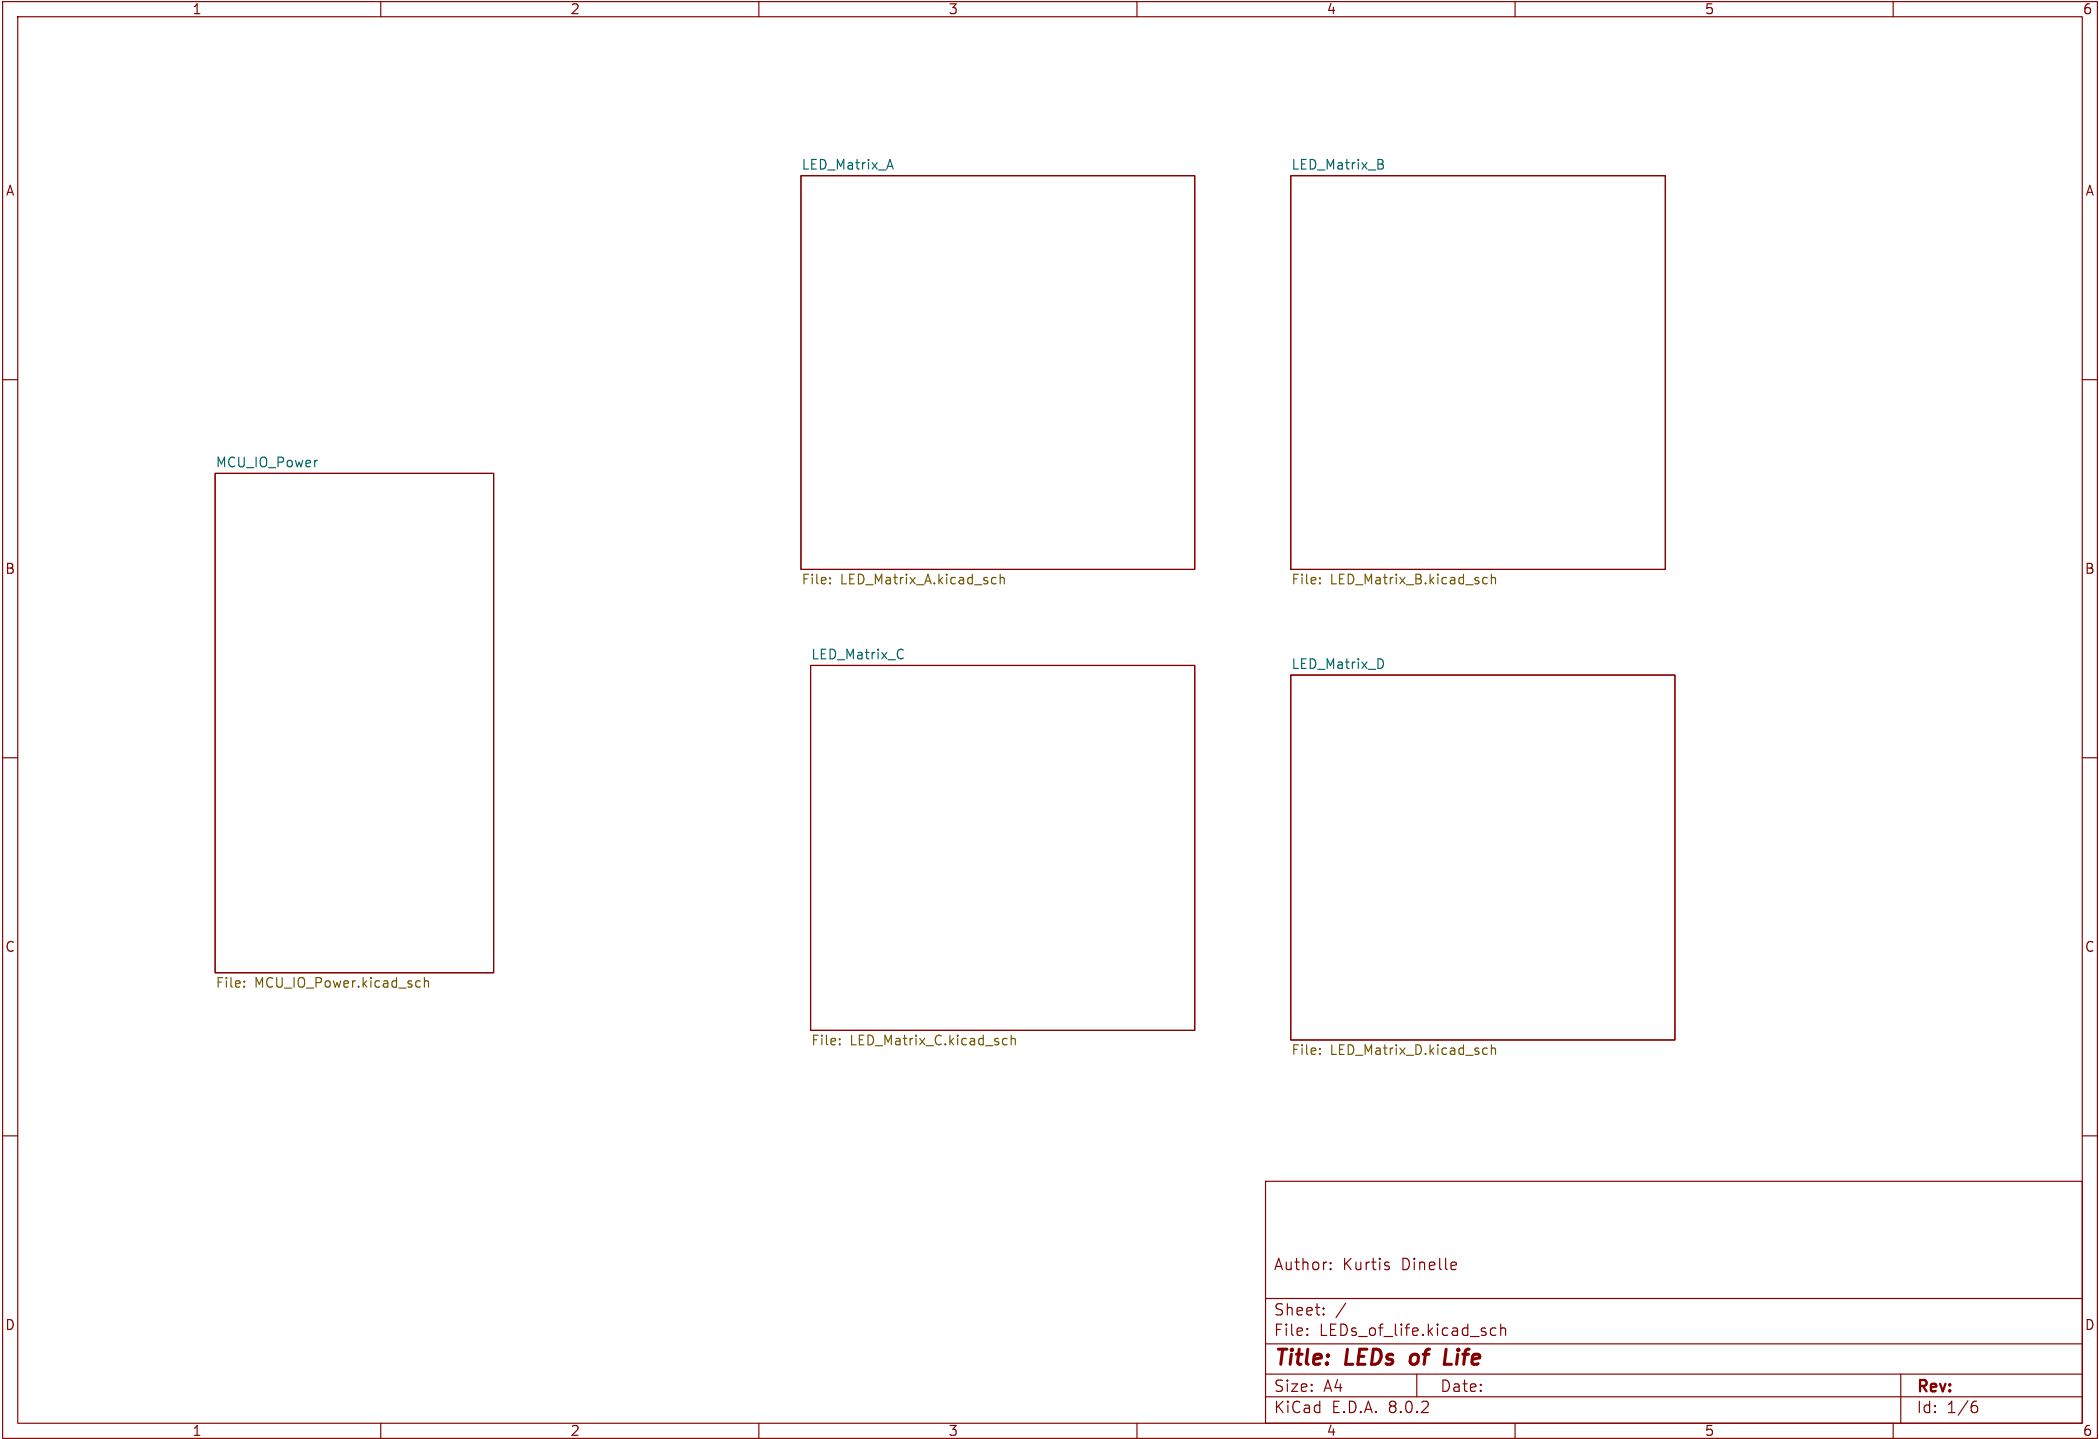 1 2 3 4 5 6
LED_Matrix_A
LED_Matrix_B
A
A
MCU_IO_Power
B
B
File: LED_Matrix_A.kicad_sch
File: LED_Matrix_B.kicad_sch
LED_Matrix_C
LED_Matrix_D
C
C
File: MCU_IO_Power.kicad_sch
File: LED_Matrix_C.kicad_sch
File: LED_Matrix_D.kicad_sch
Author: Kurtis Dinelle
Sheet: /
File: LEDs_of_life.kicad_sch
D
D
Title: LEDs of Life
Size: A4
Date:
Rev:
KiCad E.D.A. 8.0.2
Id: 1/6
1 2 3 4 5 6